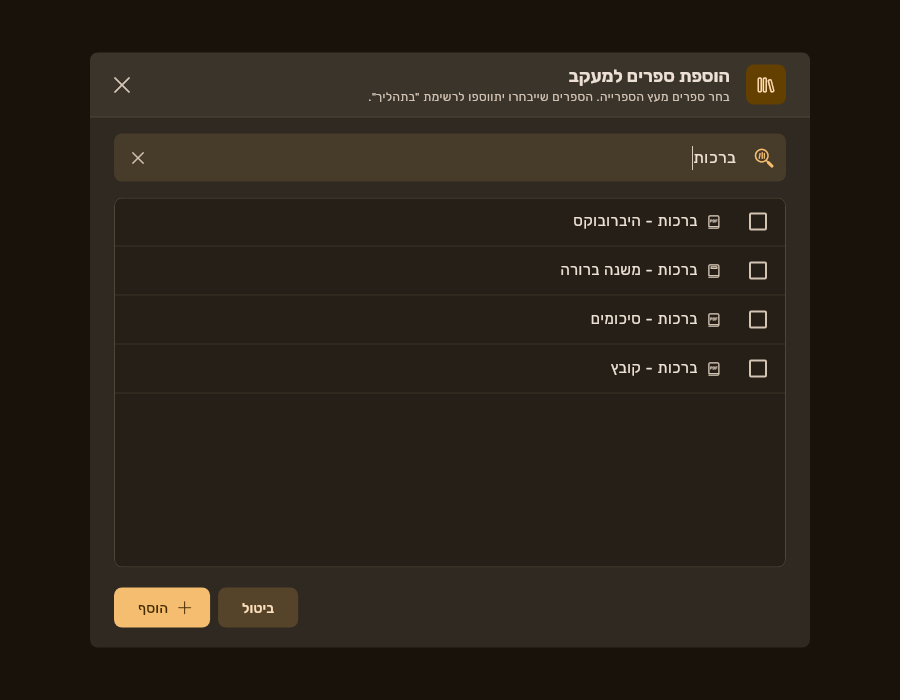 הוספת ספרים למעקב
בחר ספרים מעץ הספרייה. הספרים שייבחרו יתווספו לרשימת "בתהליך".
ברכות
ברכות - היברובוקס
ברכות - משנה ברורה
ברכות - סיכומים
ברכות - קובץ
ביטול
הוסף